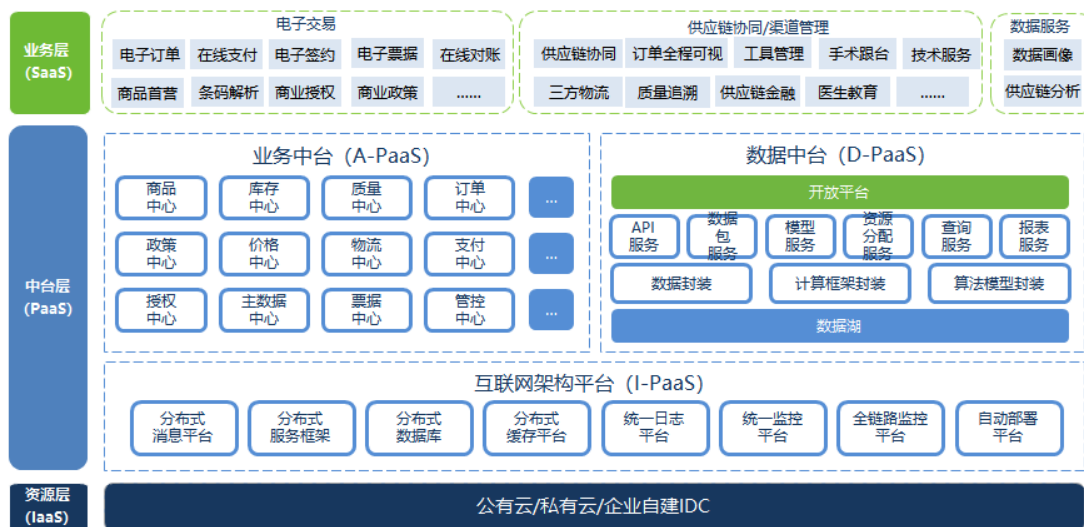 业务层
(SaaS)
电子交易
电子订单 在线支付 电子签约 电子票据 在线对账
商品首营 条码解析 商业授权 商业政策 ......
供应链协同/渠道管理
供应链协同 订单全程可视 工具管理 手术跟台 技术服务
三方物流 质量追溯 供应链金融 医生教育 ......
数据服务
数据画像
供应链分析
中台层
(PaaS)
业务中台（A-PaaS）
商品
中心
库存
中心
质量
中心
订单
中心
...
政策
中心
价格
中心
物流
中心
支付
中心
...
授权
中心
主数据
中心
票据
中心
管控
中心
...
数据中台（D-PaaS）
开放平台
API
服务
数据
包
服务
模型
服务
资源
分配
服务
查询
服务
报表
服务
数据封装 计算框架封装 算法模型封装
数据湖
互联网架构平台（I-PaaS）
分布式
消息平台
分布式
服务框架
分布式
数据库
分布式
缓存平台
统一日志
平台
统一监控
平台
全链路监控
平台
自动部署
平台
资源层
(IaaS)
公有云/私有云/企业自建IDC